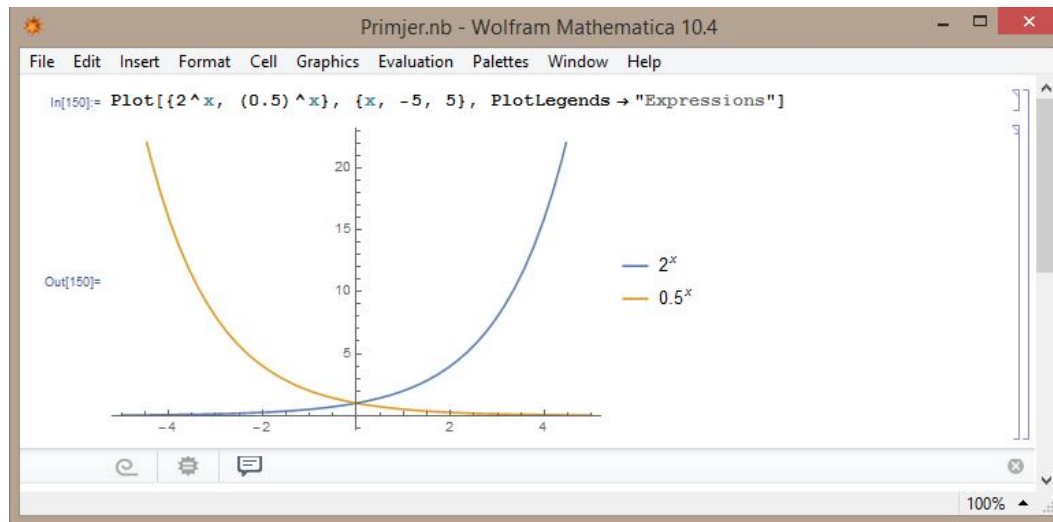 Primjer.nb - Wolfram Mathematica 10.4
File Edit Insert Format Cell Graphics Evaluation Palettes Window Help
In[150]:= Plot[{2^x, (0.5)^x}, {x, -5, 5}, PlotLegends → "Expressions"]
20
15
2^x
Out[150]=
10
0.5^x
5
-4 -2 2 4
100%